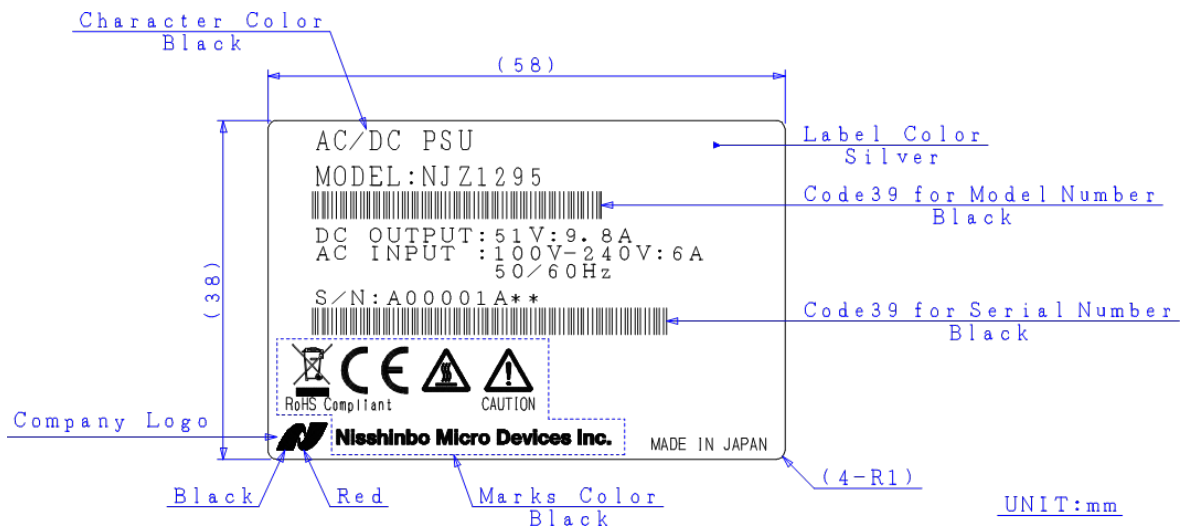 Character Color
Black
(58)
AC/DC PSU
Label Color
Silver
MODEL:NJZ1295
Code39 for Model Number
Black
DC OUTPUT:51V:9.8A
AC INPUT :100V-240V:6A
50/60Hz
(38)
S/N:A00001A**
Code39 for Serial Number
Black
CE
RoHS Compliant
CAUTION
Company Logo
Nisshinbo Micro Devices Inc.
MADE IN JAPAN
(4-R1)
Black
Red
Marks Color
Black
UNIT:mm